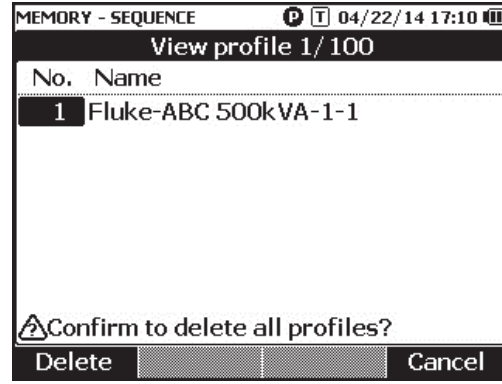 MEMORY - SEQUENCE P T 04/22/14 17:10
View profile 1/100
No. Name
1 Fluke-ABC 500kVA-1-1
Confirm to delete all profiles?
Delete Cancel